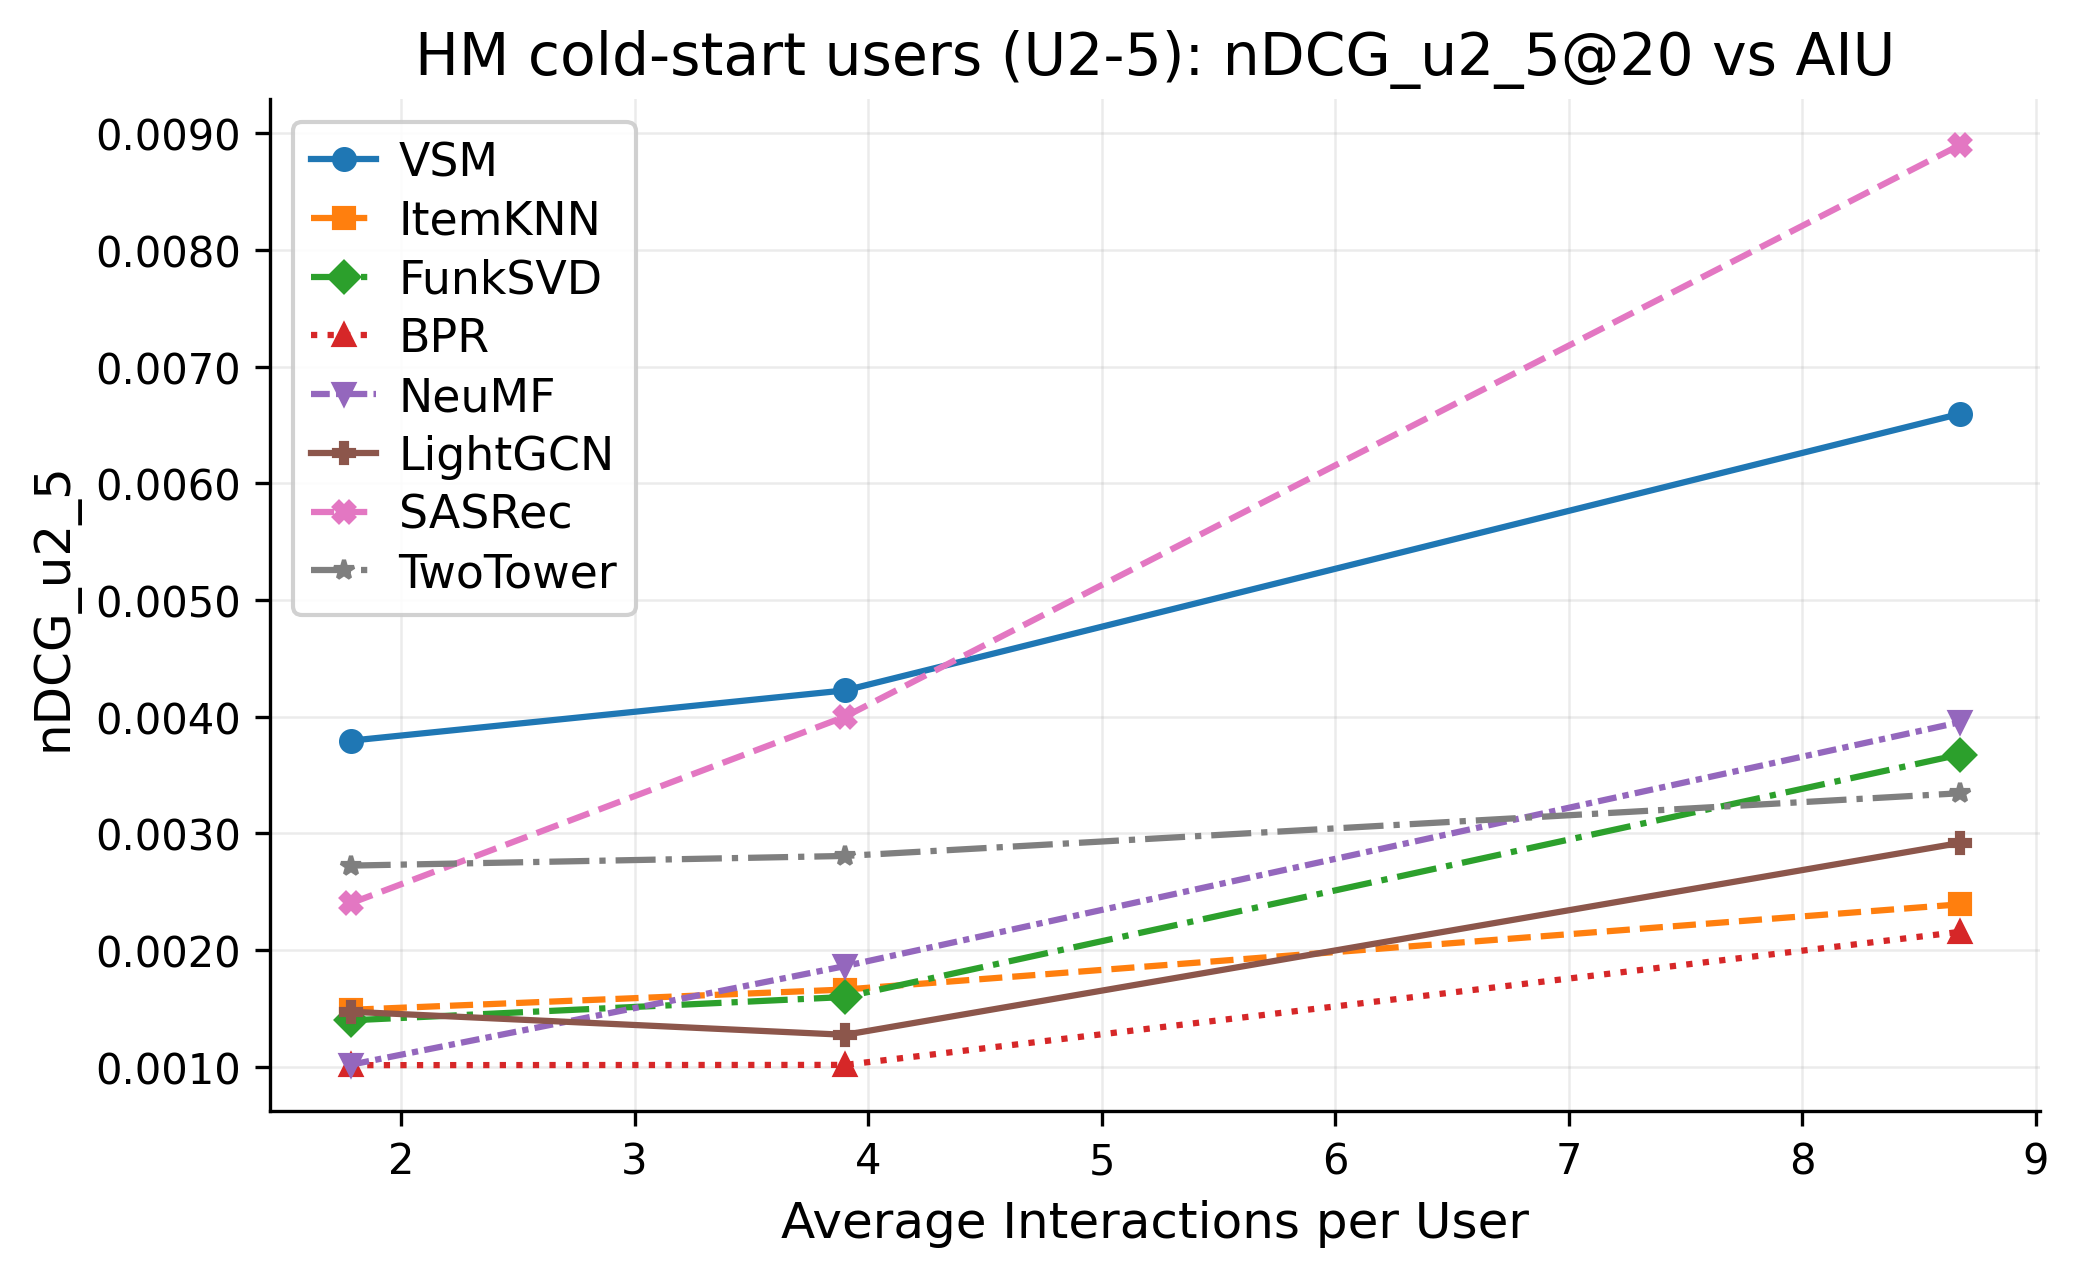 HM cold-start users (U2-5): nDCG_u2_5@20 vs AIU
nDCG_u2_5
0.0090
0.0080
0.0070
0.0060
0.0050
0.0040
0.0030
0.0020
0.0010
VSM
ItemKNN
FunkSVD
BPR
NeuMF
LightGCN
SASRec
TwoTower
2 3 4 5 6 7 8 9
Average Interactions per User